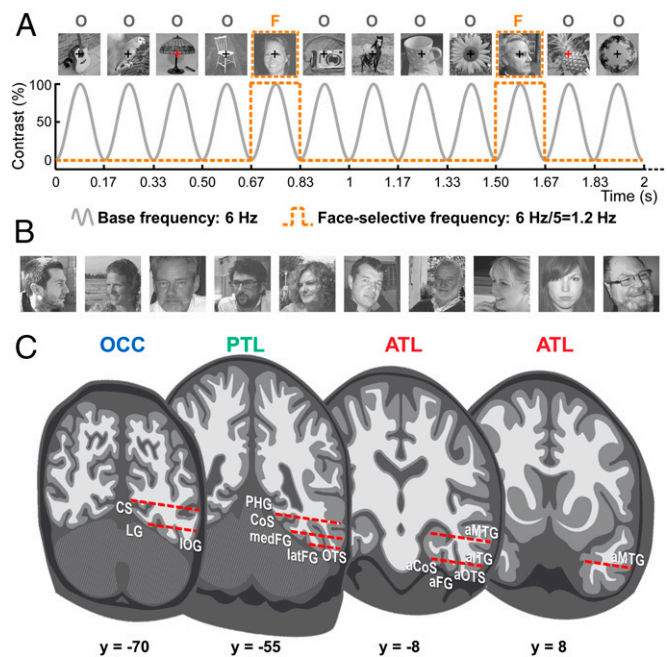 A
O O O O F O O O O F O O
Contrast (%)
100
50
0
0 0.17 0.33 0.50 0.67 0.83 1 1.17 1.33 1.50 1.67 1.83 2
Time (s)
Base frequency: 6 Hz Face-selective frequency: 6 Hz/5=1.2 Hz
B
C
OCC PTL ATL ATL
CS
LG
IOG
PHG
CoS
medFG
latFG
OTS
aMTG
aITG
aCoS
aOTS
aFG
aMTG
y = -70 y = -55 y = -8 y = 8